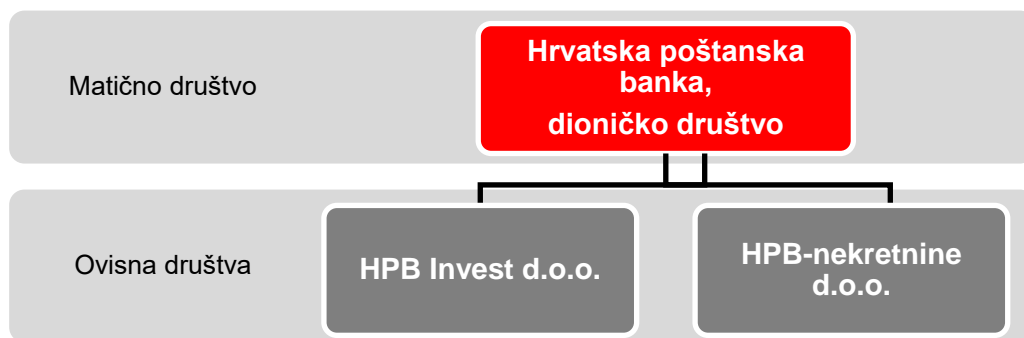 Matično društvo
Hrvatska poštanska
banka,
dioničko društvo
Ovisna društva
HPB Invest d.o.o.
HPB-nekretnine
d.o.o.